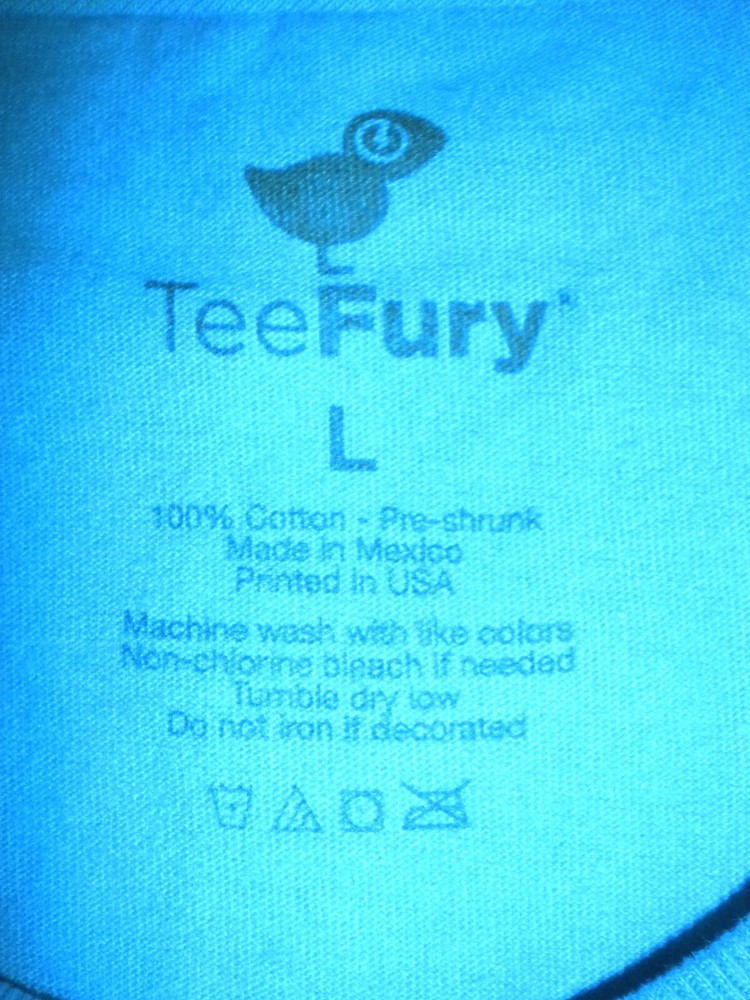 TeeFury
L
100% Cotton - Pre-shrunk
Made in Mexico
Printed in USA
Machine wash with like colors
Non-chlorine bleach if needed
Tumble dry low
Do not iron if decorated